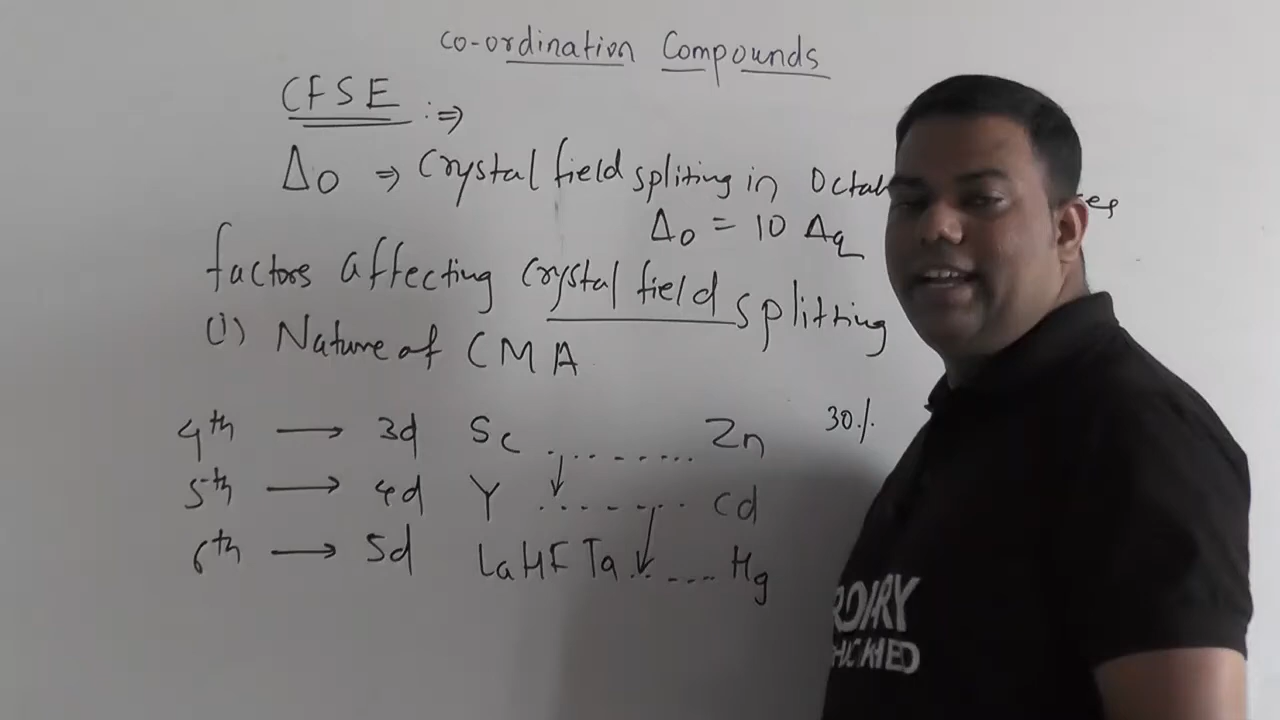 Co-ordination Compounds
CFSE :⇒
Δo ⇒ Crystal field spliting in Octah
Δo = 10 Δq
factors affecting crystal field splitting
(i) Nature of CMA
4th → 3d Sc ........ Zn 30%
5th → 4d Y ........ Cd
6th → 5d La Hf Ta ....... Hg